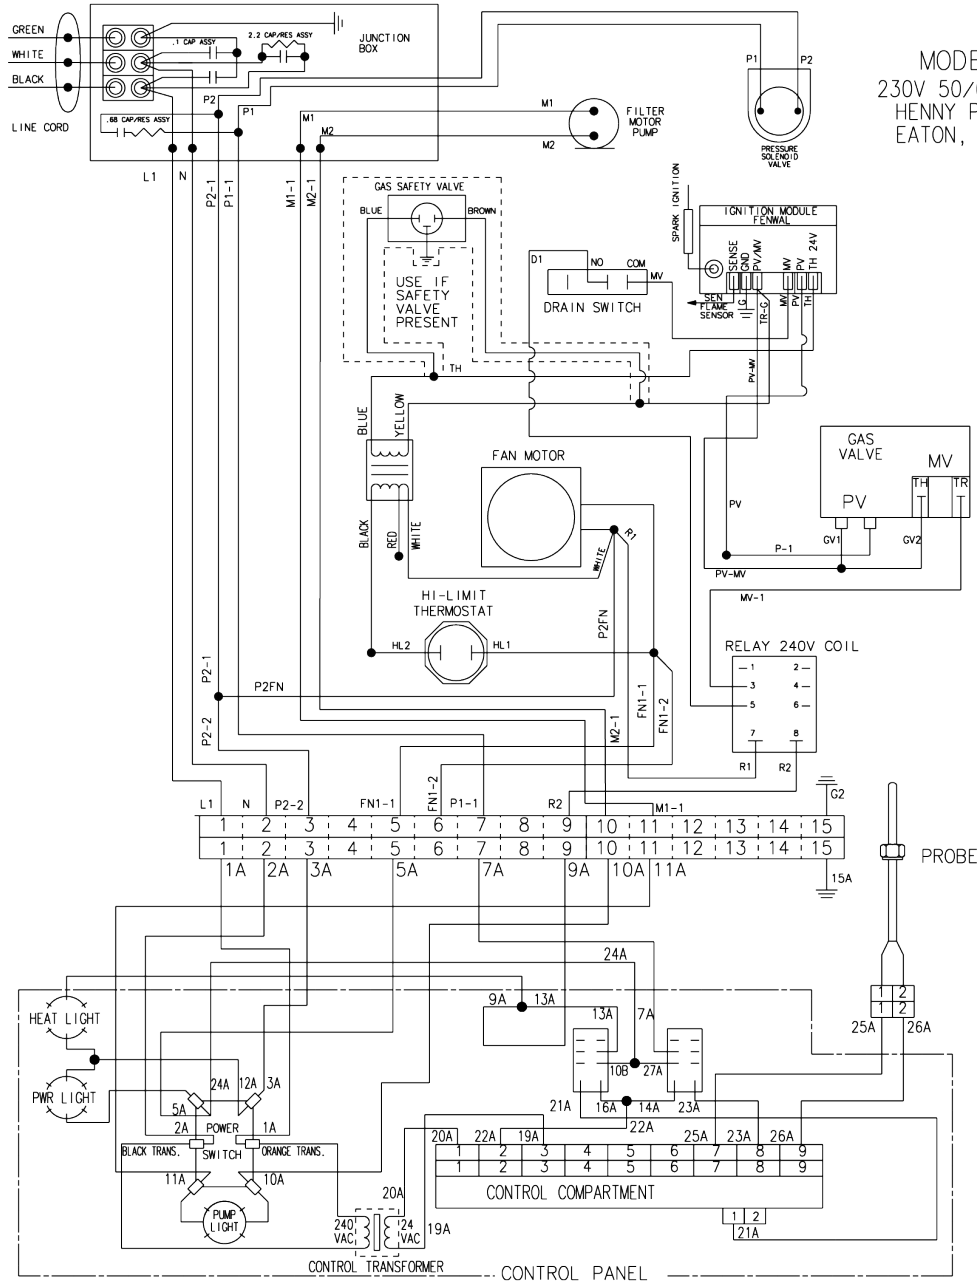 GREEN
WHITE
BLACK
LINE CORD
.1 CAP ASSY
2.2 CAP/RES ASSY
JUNCTION
BOX
P2
P1
.68 CAP/RES ASSY
M1
M2
L1
N
P2-1
P1-1
M1-1
M2-1
M1
M2
FILTER
MOTOR
PUMP
P1
P2
PRESSURE
SOLENOID
VALVE
MODE
230V 50/
HENNY P
EATON,
GAS SAFETY VALVE
BLUE
BROWN
USE IF
SAFETY
VALVE
PRESENT
SPARK IGNITION
IGNITION MODULE
FENWAL
SENSE
GND
PV/MV
MV
PV
TH 24V
SEN
FLAME
SENSOR
G
TR-G
MV
PV
TH
D1
NO
COM
MV
DRAIN SWITCH
TH
PV-MV
BLUE
YELLOW
BLACK
RED
WHITE
FAN MOTOR
R1
WHITE
P2FN
GAS
VALVE
MV
TH
TR
PV
GV1
GV2
PV
P-1
PV-MV
MV-1
HI-LIMIT
THERMOSTAT
HL2
HL1
RELAY 240V COIL
1
2
3
4
5
6
7
8
R1
R2
P2-1
P2FN
P2-2
M2-1
FN1-1
FN1-2
FN1-2
L1
N
P2-2
FN1-1
P1-1
R2
M1-1
G2
1 2 3 4 5 6 7 8 9 10 11 12 13 14 15
1 2 3 4 5 6 7 8 9 10 11 12 13 14 15
1A 2A 3A 5A 7A 9A 10A 11A 15A
PROBE
24A
1 2
1 2
25A
26A
9A
13A
13A
7A
HEAT LIGHT
PWR LIGHT
24A
12A
3A
5A
2A
POWER
SWITCH
1A
BLACK TRANS.
ORANGE TRANS.
11A
10A
PUMP
LIGHT
10B
27A
21A
16A
14A
23A
22A
20A
22A
19A
25A
23A
26A
1 2 3 4 5 6 7 8 9
1 2 3 4 5 6 7 8 9
CONTROL COMPARTMENT
1 2
21A
20A
240
VAC
24
VAC
19A
CONTROL TRANSFORMER
CONTROL PANEL